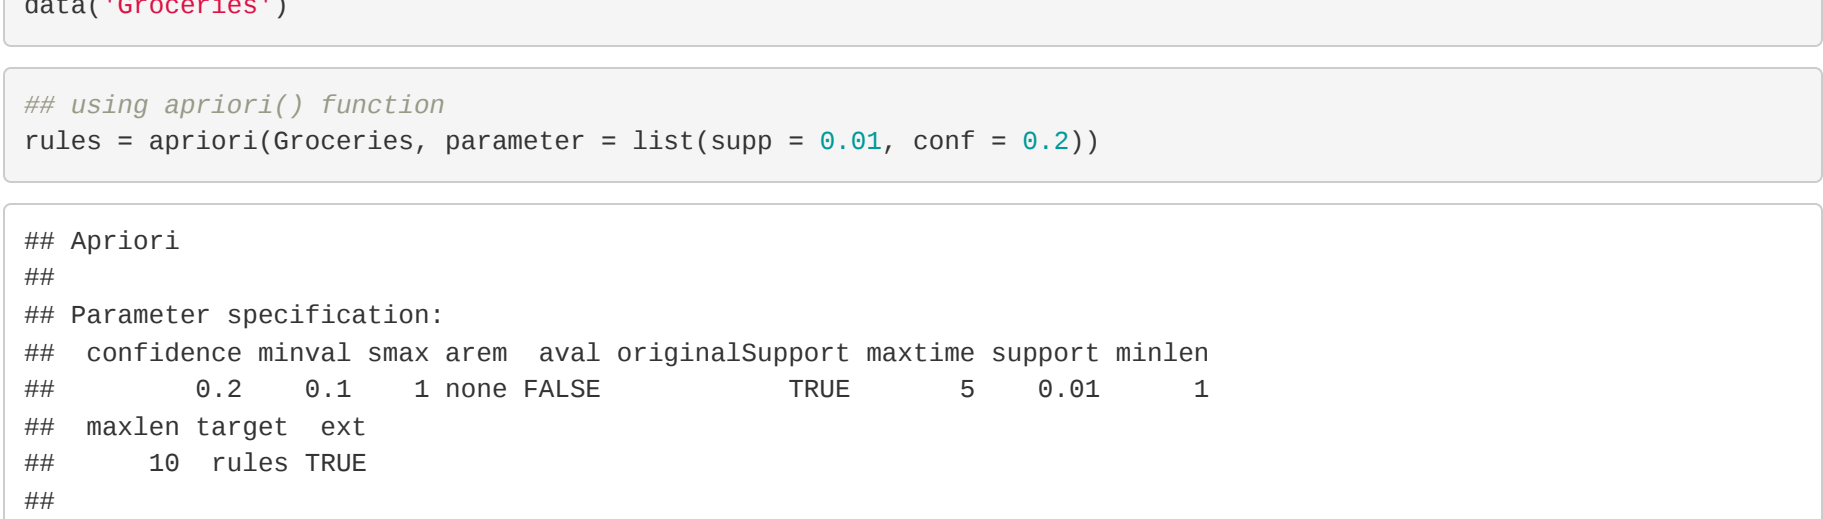 data('Groceries')
## using apriori() function
rules = apriori(Groceries, parameter = list(supp = 0.01, conf = 0.2))
## Apriori
##
## Parameter specification:
##  confidence minval smax arem  aval originalSupport maxtime support minlen
##         0.2    0.1    1 none FALSE            TRUE       5    0.01      1
##  maxlen target  ext
##      10  rules TRUE
##